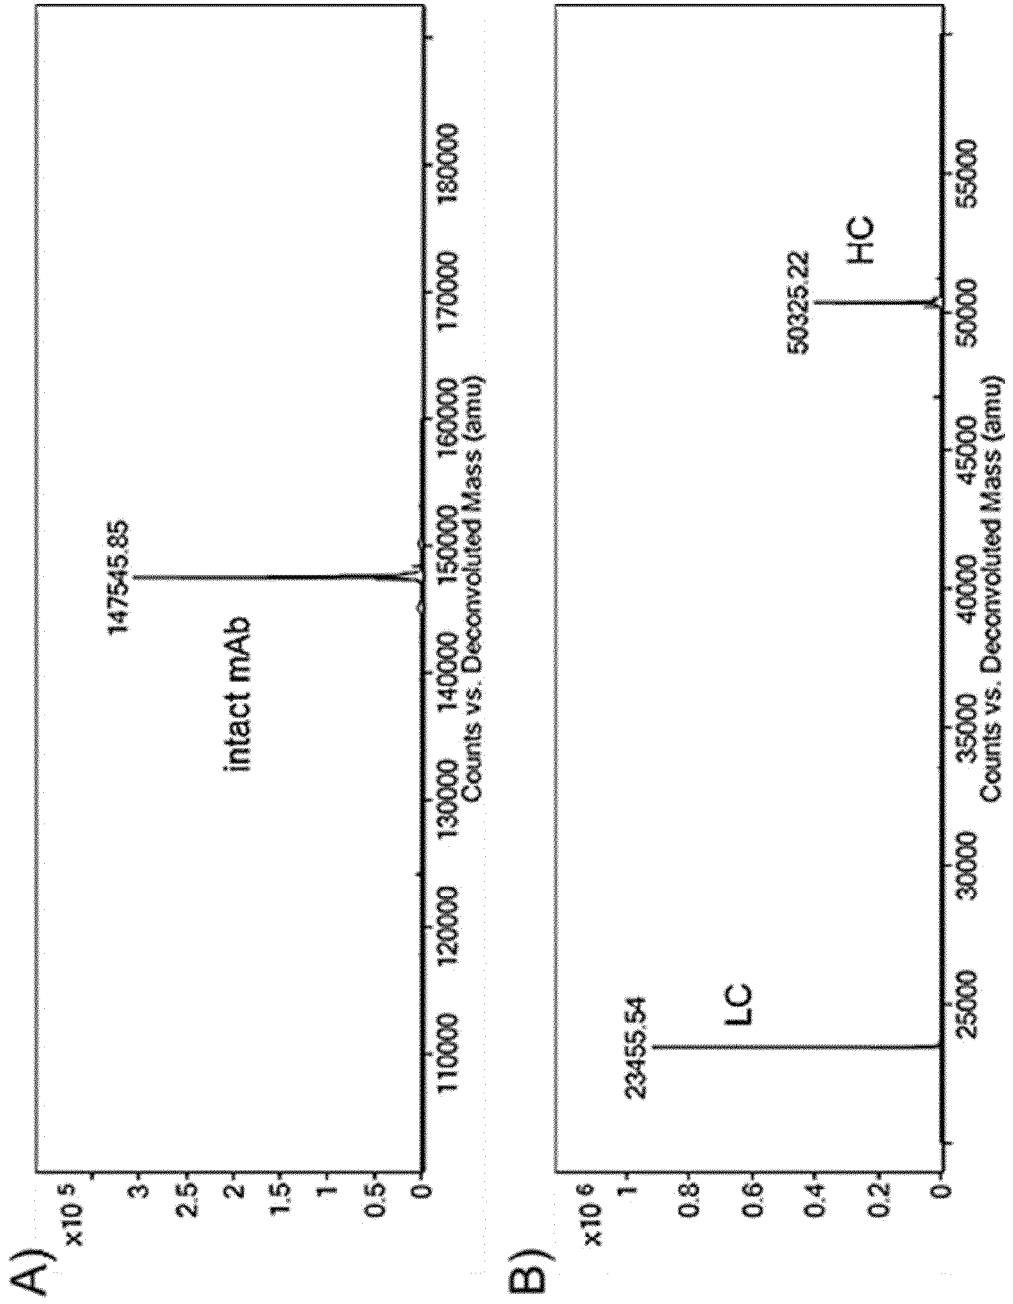 A)
x10 5
3
2.5
2
1.5
1
0.5
0
147545.85
intact mAb
110000 120000 130000 140000 150000 160000 170000 180000
Counts vs. Deconvoluted Mass (amu)
B)
x10 6
1
0.8
0.6
0.4
0.2
0
23455.54
LC
50325.22
HC
25000 30000 35000 40000 45000 50000 55000
Counts vs. Deconvoluted Mass (amu)